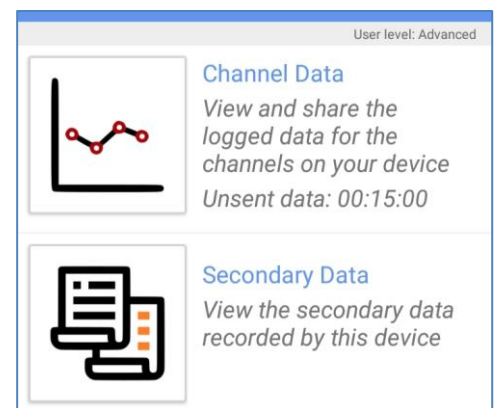 User level: Advanced
Channel Data
View and share the
logged data for the
channels on your device
Unsent data: 00:15:00
Secondary Data
View the secondary data
recorded by this device